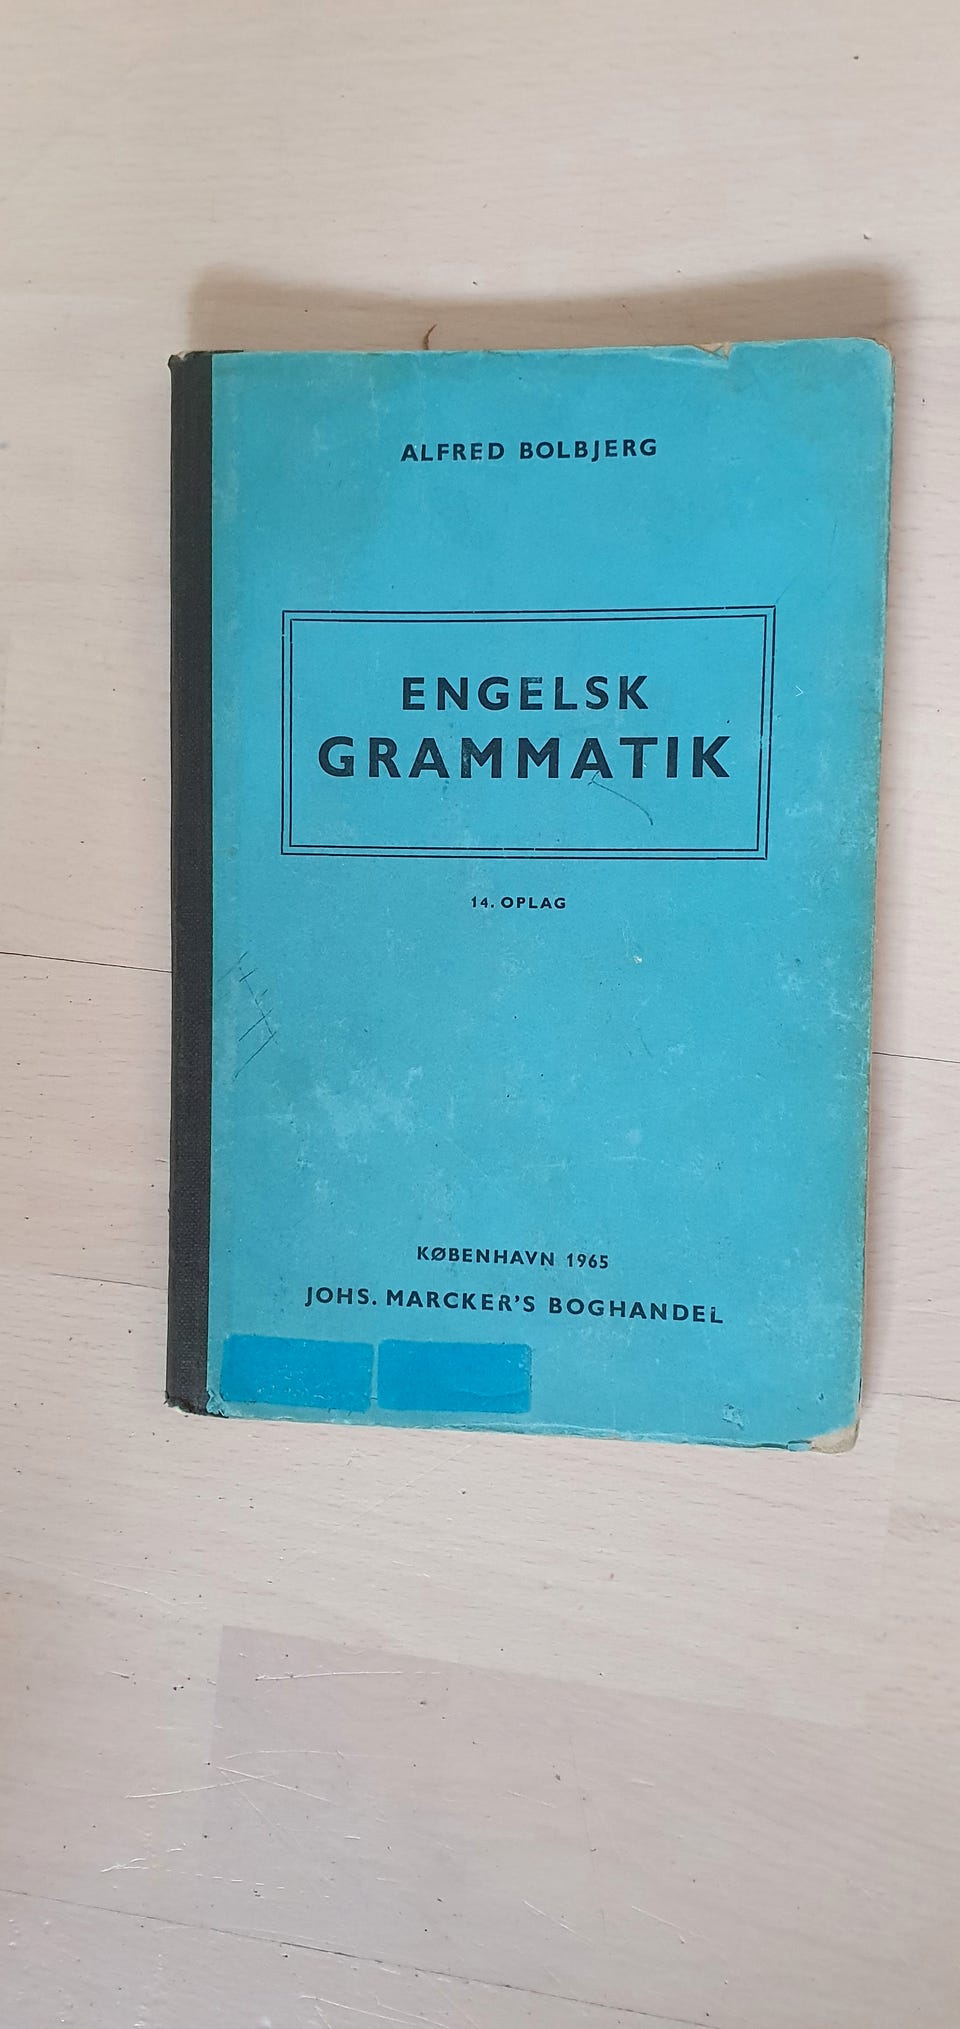 ALFRED BOLBJERG
ENGELSK
GRAMMATIK
14. OPLAG
KØBENHAVN 1965
JOHS. MARCKER'S BOGHANDEL